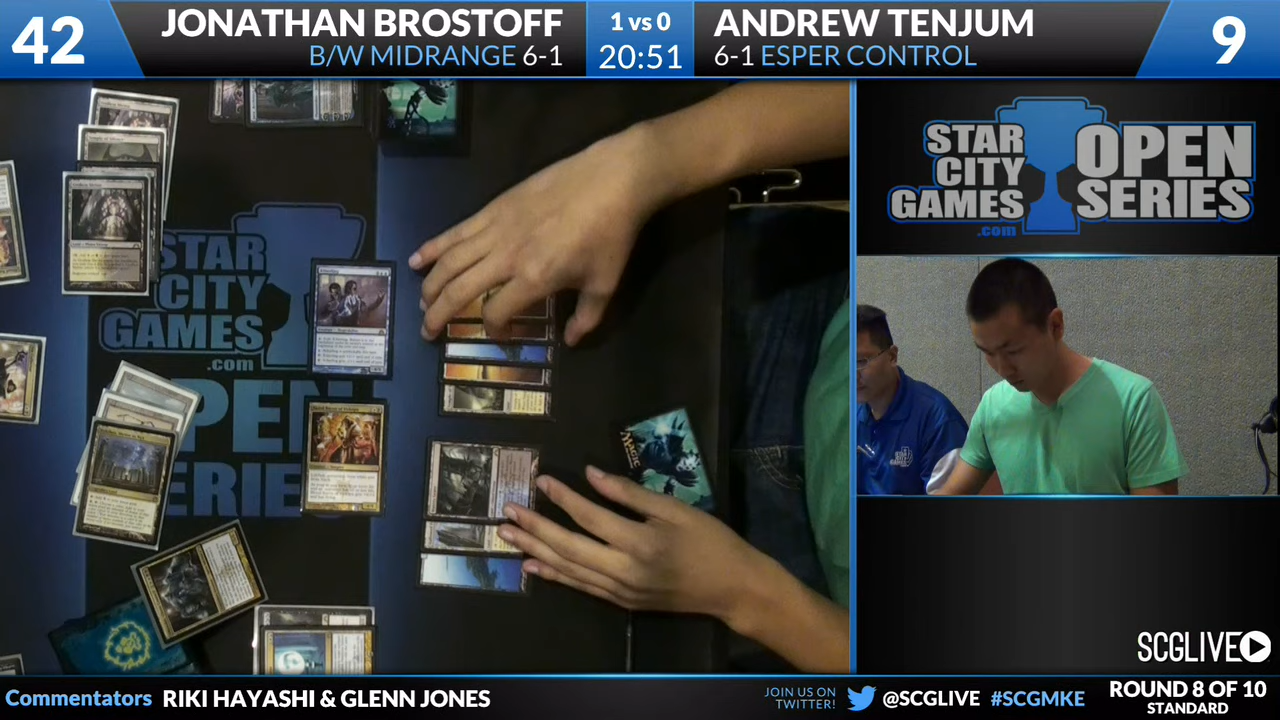 42
JONATHAN BROSTOFF
B/W MIDRANGE 6-1
1 vs 0
20:51
ANDREW TENJUM
6-1 ESPER CONTROL
9
STAR
CITY
GAMES
.com
OPEN
SERIES
STAR
CITY
GAMES
.com
OPEN
SERIES
MAGIC
SCGLIVE
Commentators RIKI HAYASHI & GLENN JONES
JOIN US ON
TWITTER!
@SCGLIVE #SCGMKE
ROUND 8 OF 10
STANDARD